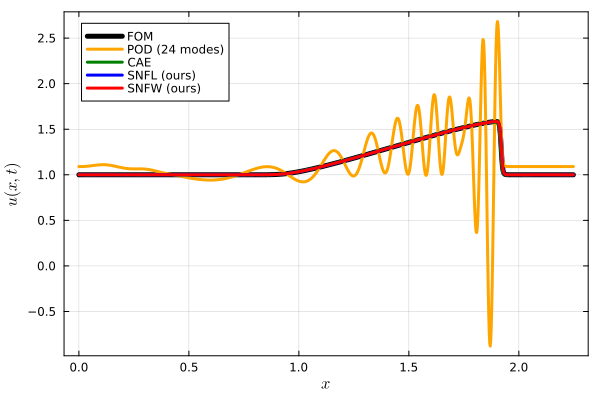 FOM
POD (24 modes)
CAE
SNFL (ours)
SNFW (ours)
2.5
2.0
1.5
1.0
0.5
0.0
−0.5
u(x, t)
0.0 0.5 1.0 1.5 2.0
x